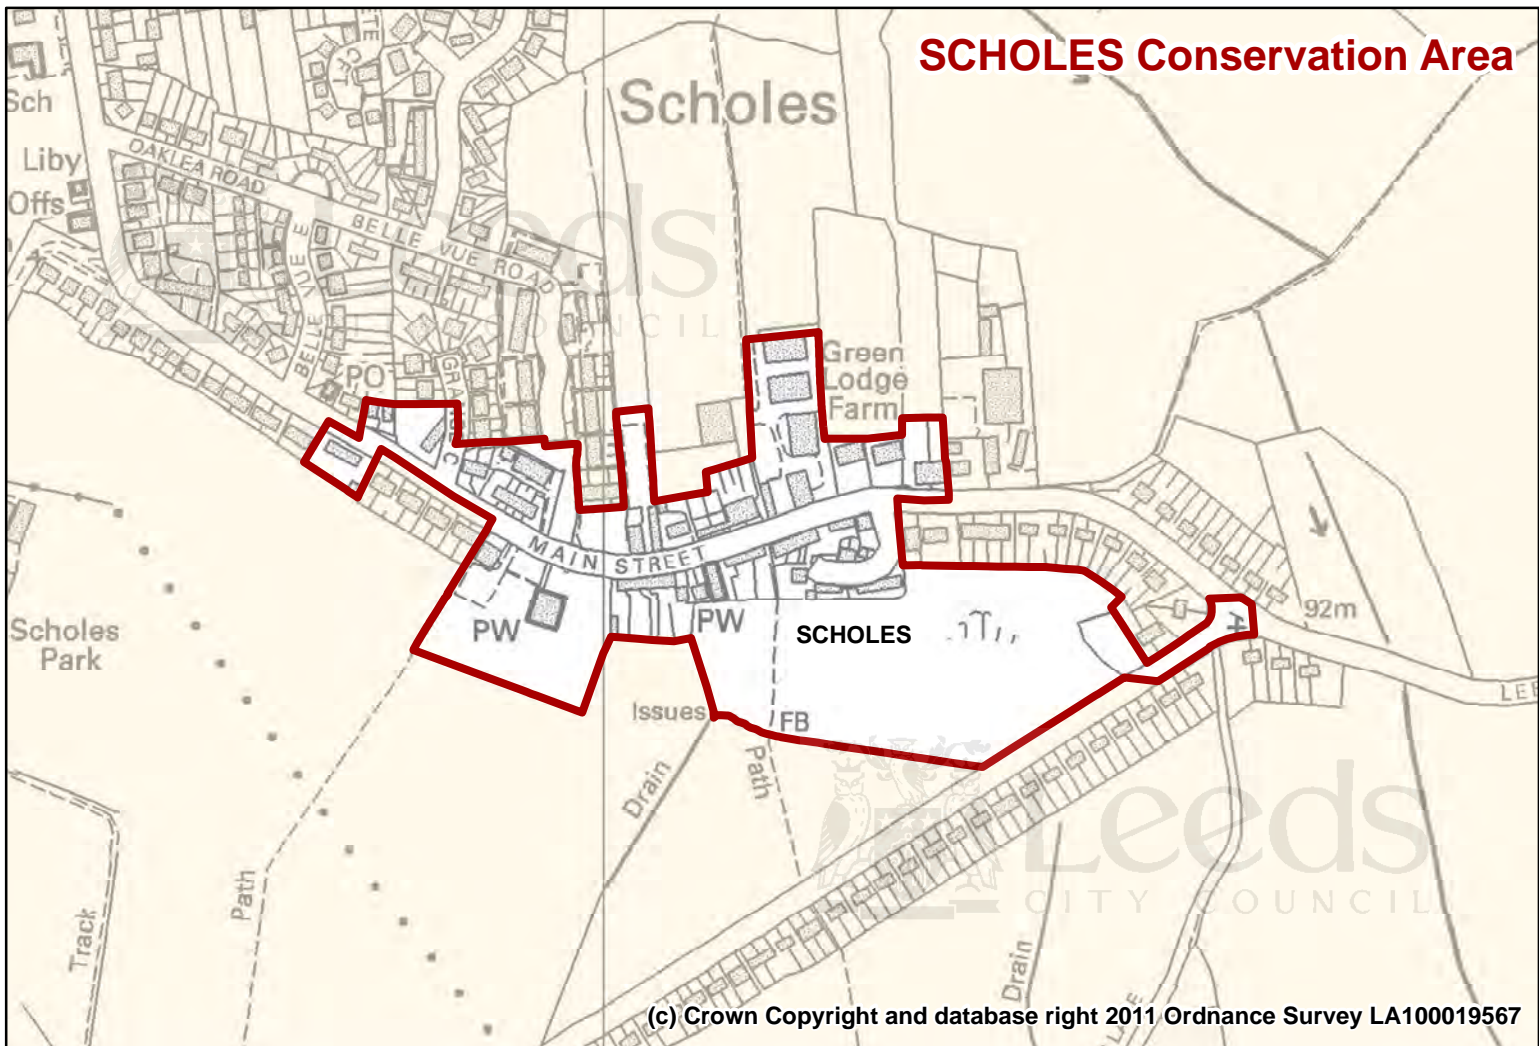 SCHOLES Conservation Area
Scholes
Sch
Liby
Offs
OAKLEA ROAD
BELLE VUE ROAD
BELLE VUE
PO
Green
Lodge
Farm
MAIN STREET
PW
PW
SCHOLES
92m
Scholes
Park
Issues
FB
Path
Drain
Path
Track
Drain
Leeds
CITY COUNCIL
Leeds
COUNCIL
(c) Crown Copyright and database right 2011 Ordnance Survey LA100019567